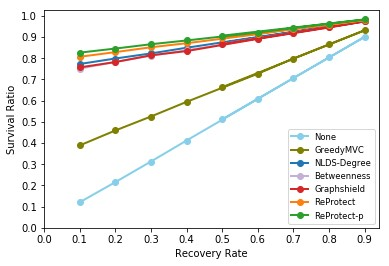 Survival Ratio
1.0
0.9
0.8
0.7
0.6
0.5
0.4
0.3
0.2
0.1
0.0
0.0 0.1 0.2 0.3 0.4 0.5 0.6 0.7 0.8 0.9
Recovery Rate
None
GreedyMVC
NLDS-Degree
Betweenness
Graphshield
ReProtect
ReProtect-p